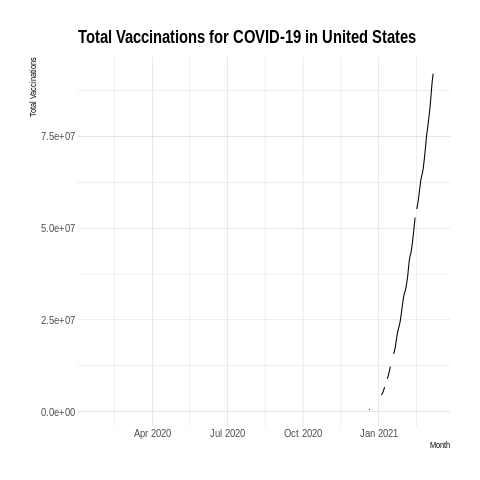 Total Vaccinations for COVID-19 in United States
Total Vaccinations
7.5e+07
5.0e+07
2.5e+07
0.0e+00
Apr 2020 Jul 2020 Oct 2020 Jan 2021
Month